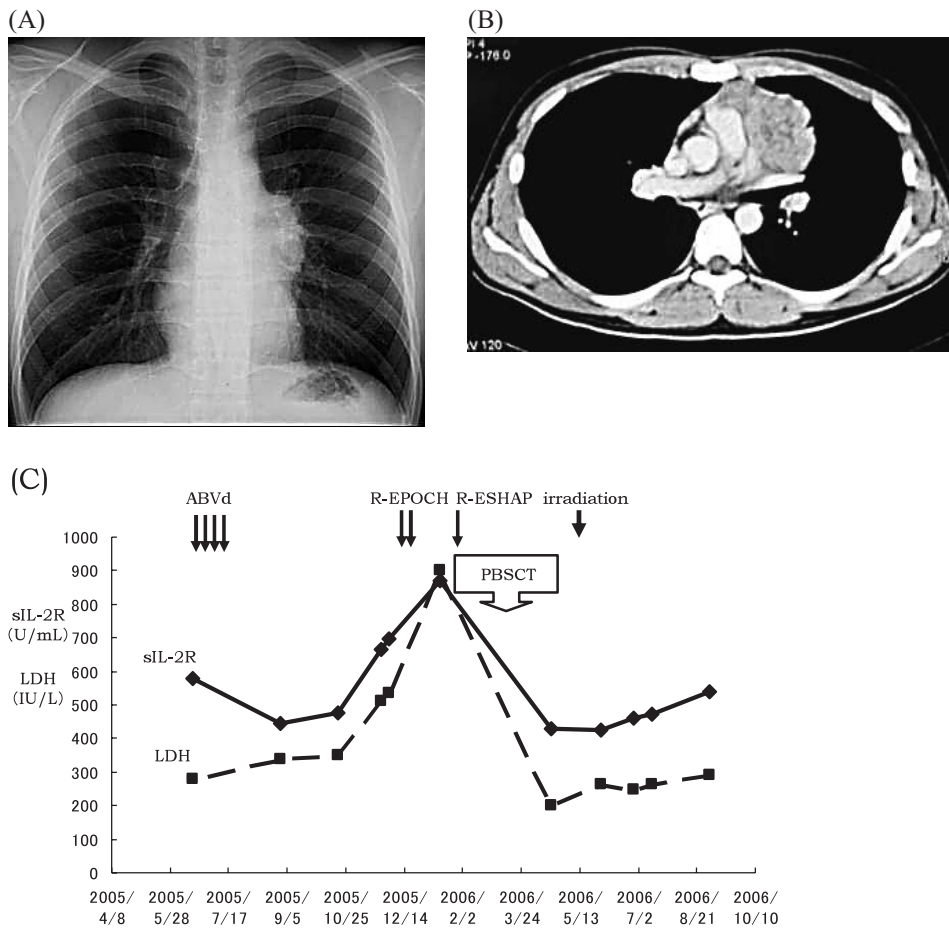 (A)
(B)
PI 4
P -176.0
AV 120
(C)
ABVd
R-EPOCH R-ESHAP irradiation
PBSCT
sIL-2R
(U/mL)
LDH
(IU/L)
sIL-2R
LDH
1000
900
800
700
600
500
400
300
200
100
0
2005/ 2005/ 2005/ 2005/ 2005/ 2005/ 2006/ 2006/ 2006/ 2006/ 2006/ 2006/
4/8 5/28 7/17 9/5 10/25 12/14 2/2 3/24 5/13 7/2 8/21 10/10